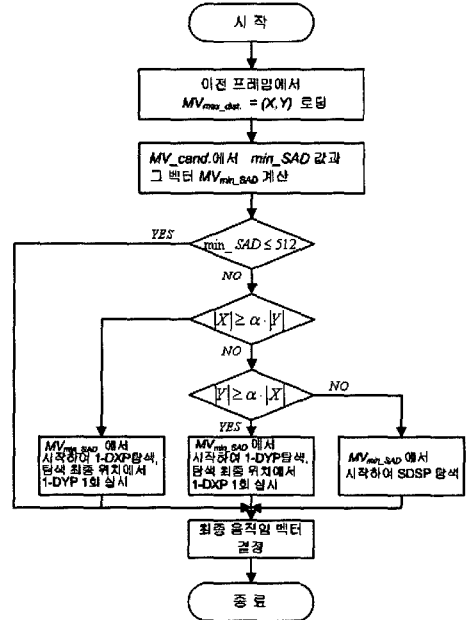 시 작
이전 프레임에서
MV_max_dist. = (X,Y) 로딩
MV_cand.에서 min_SAD 값과
그 벡터 MV_min_SAD 계산
YES
min_SAD ≤ 512
NO
|X| ≥ α·|Y|
NO
|Y| ≥ α·|X|
NO
YES
MV_min_SAD 에서
시작하여 1-DXP탐색,
탐색 최종 위치에서
1-DYP 1회 실시
MV_min_SAD 에서
시작하여 1-DYP탐색,
탐색 최종 위치에서
1-DXP 1회 실시
MV_min_SAD 에서
시작하여 SDSP 탐색
최종 움직임 벡터
결정
종 료